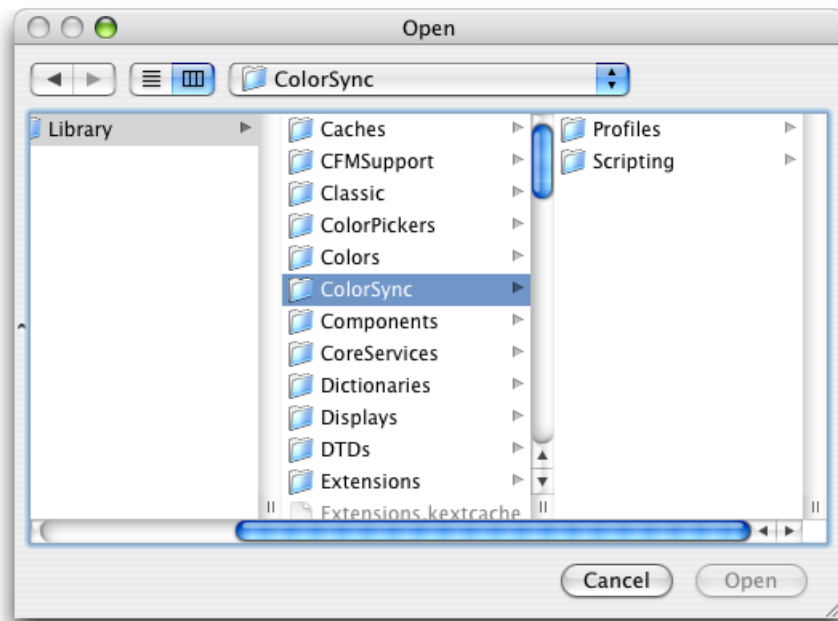 Open
ColorSync
Library
Caches
CFMSupport
Classic
ColorPickers
Colors
ColorSync
Components
CoreServices
Dictionaries
Displays
DTDs
Extensions
Extensions.kextcache
Profiles
Scripting
Cancel
Open